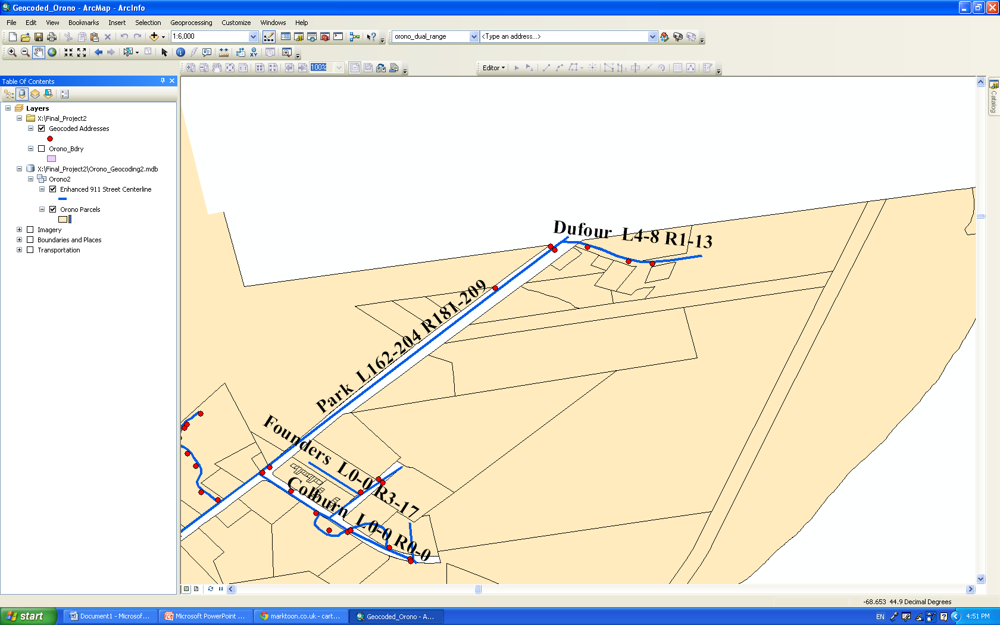 Geocoded_Orono - ArcMap - ArcInfo
File Edit View Bookmarks Insert Selection Geoprocessing Customize Windows Help
1:6,000
orono_dual_range
<Type an address...>
100%
Editor
Table Of Contents
Layers
X:\Final_Project2
Geocoded Addresses
Orono_Bdry
X:\Final_Project2\Orono_Geocoding2.mdb
Orono2
Enhanced 911 Street Centerline
Orono Parcels
Imagery
Boundaries and Places
Transportation
Catalog
Dufour L4-8 R1-13
Park L162-204 R181-209
Founders L0-0 R3-17
Colburn L0-0 R0-0
-68.653 44.9 Decimal Degrees
start
Document1 - Microsof...
Microsoft PowerPoint ...
marktoon.co.uk - cart...
Geocoded_Orono - A...
EN
4:51 PM